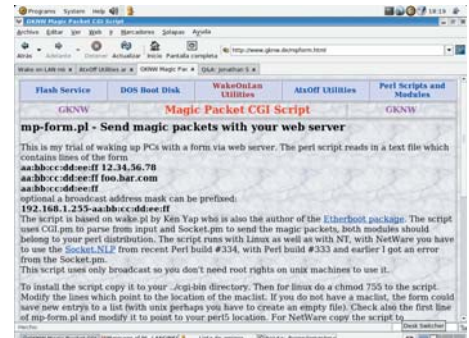 Programs System Help 18:19
GKNW Magic Packet CGI Script
Archivo Editar Ver Web Marcadores Solapas Ayuda
Atrás Adelante Detener Actualizar Inicio Pantalla completa http://www.gknw.de/mpform.html
GKNW Magic Pac x Q&A: Jonathan S x
Flash Service DOS Boot Disk WakeOnLan Utilities AtxOff Utilities Perl Scripts and Modules
GKNW Magic Packet CGI Script GKNW
mp-form.pl - Send magic packets with your web server
This is my trial of waking up PCs with a form via web server. The perl script reads in a text file which
contains lines of the form
aa:bb:cc:dd:ee:ff 12.34.56.78
aa:bb:cc:dd:ee:ff foo.bar.com
aa:bb:cc:dd:ee:ff
optional a broadcast address mask can be prefixed:
192.168.1.255-aa:bb:cc:dd:ee:ff
The script is based on wake.pl by Ken Yap who is also the author of the Etherboot package. The script
uses CGI.pm to parse from input and Socket.pm to send the magic packets, both modules should
belong to your perl distribution. The script runs with Linux as well as with NT, with NetWare you have
to use the Socket.NLP from recent Perl build #334, with Perl build #333 and earlier I got an error
from the Socket.pm.
This script uses only broadcast so you don't need root rights on unix machines to use it.
To install the script copy it to your ../cgi-bin directory. Then for linux do a chmod 755 to the script.
Modify the lines which point to the location of the maclist. If you do not have a maclist, the form could
save new entrys to a list (with unix perhaps you have to create an empty file). Check also the first line
of mp-form.pl and modify it to point to your perl5 location. For NetWare copy the script to
Hecho. Desk Switcher